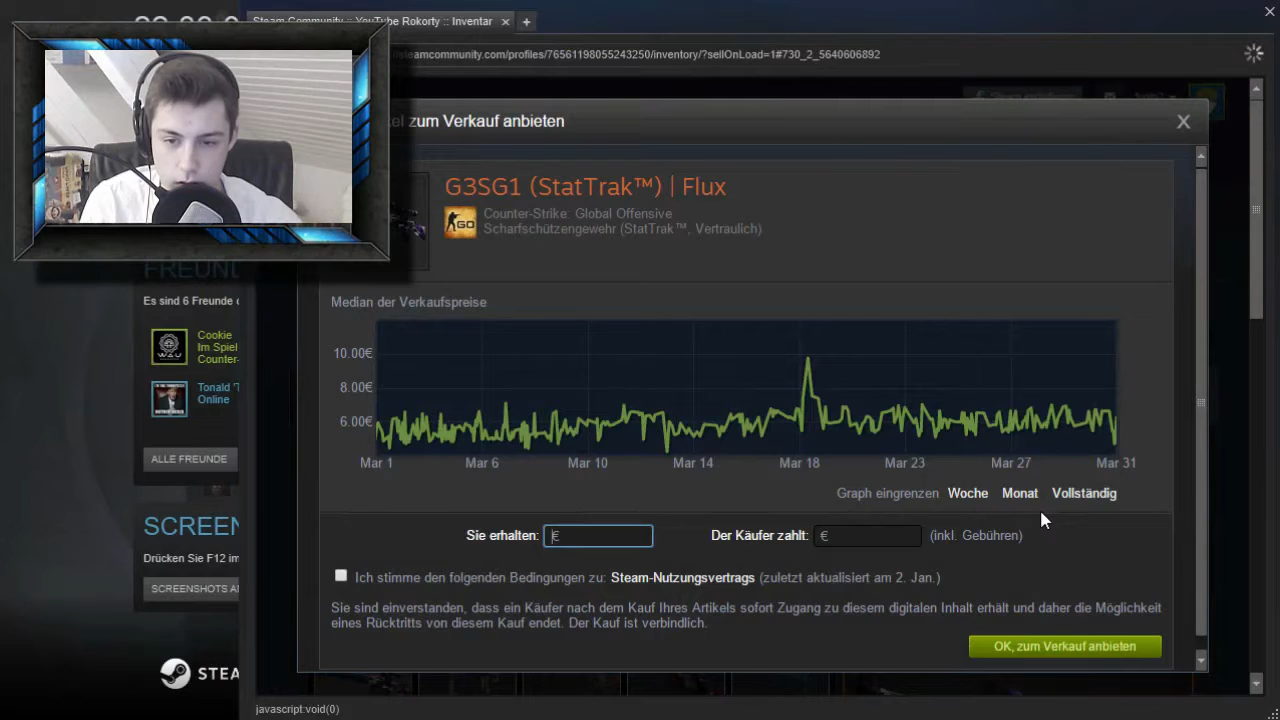 Steam Community :: YouTube Rokorty :: Inventar
steamcommunity.com/profiles/76561198055243250/inventory/?sellOnLoad=1#730_2_5640606892
zum Verkauf anbieten
G3SG1 (StatTrak™) | Flux
GO
Counter-Strike: Global Offensive
Scharfschützengewehr (StatTrak™, Vertraulich)
FREUN
Es sind 6 Freunde
Cookie
Im Spiel
Counter-
Tonald 'T
Online
ALLE FREUNDE
SCREEN
Drücken Sie F12 im
SCREENSHOTS A
STEA
Median der Verkaufspreise
10.00€
8.00€
6.00€
Mar 1 Mar 6 Mar 10 Mar 14 Mar 18 Mar 23 Mar 27 Mar 31
Graph eingrenzen Woche Monat Vollständig
Sie erhalten: € Der Käufer zahlt: € (inkl. Gebühren)
Ich stimme den folgenden Bedingungen zu: Steam-Nutzungsvertrags (zuletzt aktualisiert am 2. Jan.)
Sie sind einverstanden, dass ein Käufer nach dem Kauf Ihres Artikels sofort Zugang zu diesem digitalen Inhalt erhält und daher die Möglichkeit
eines Rücktritts von diesem Kauf endet. Der Kauf ist verbindlich.
OK, zum Verkauf anbieten
javascript:void(0)